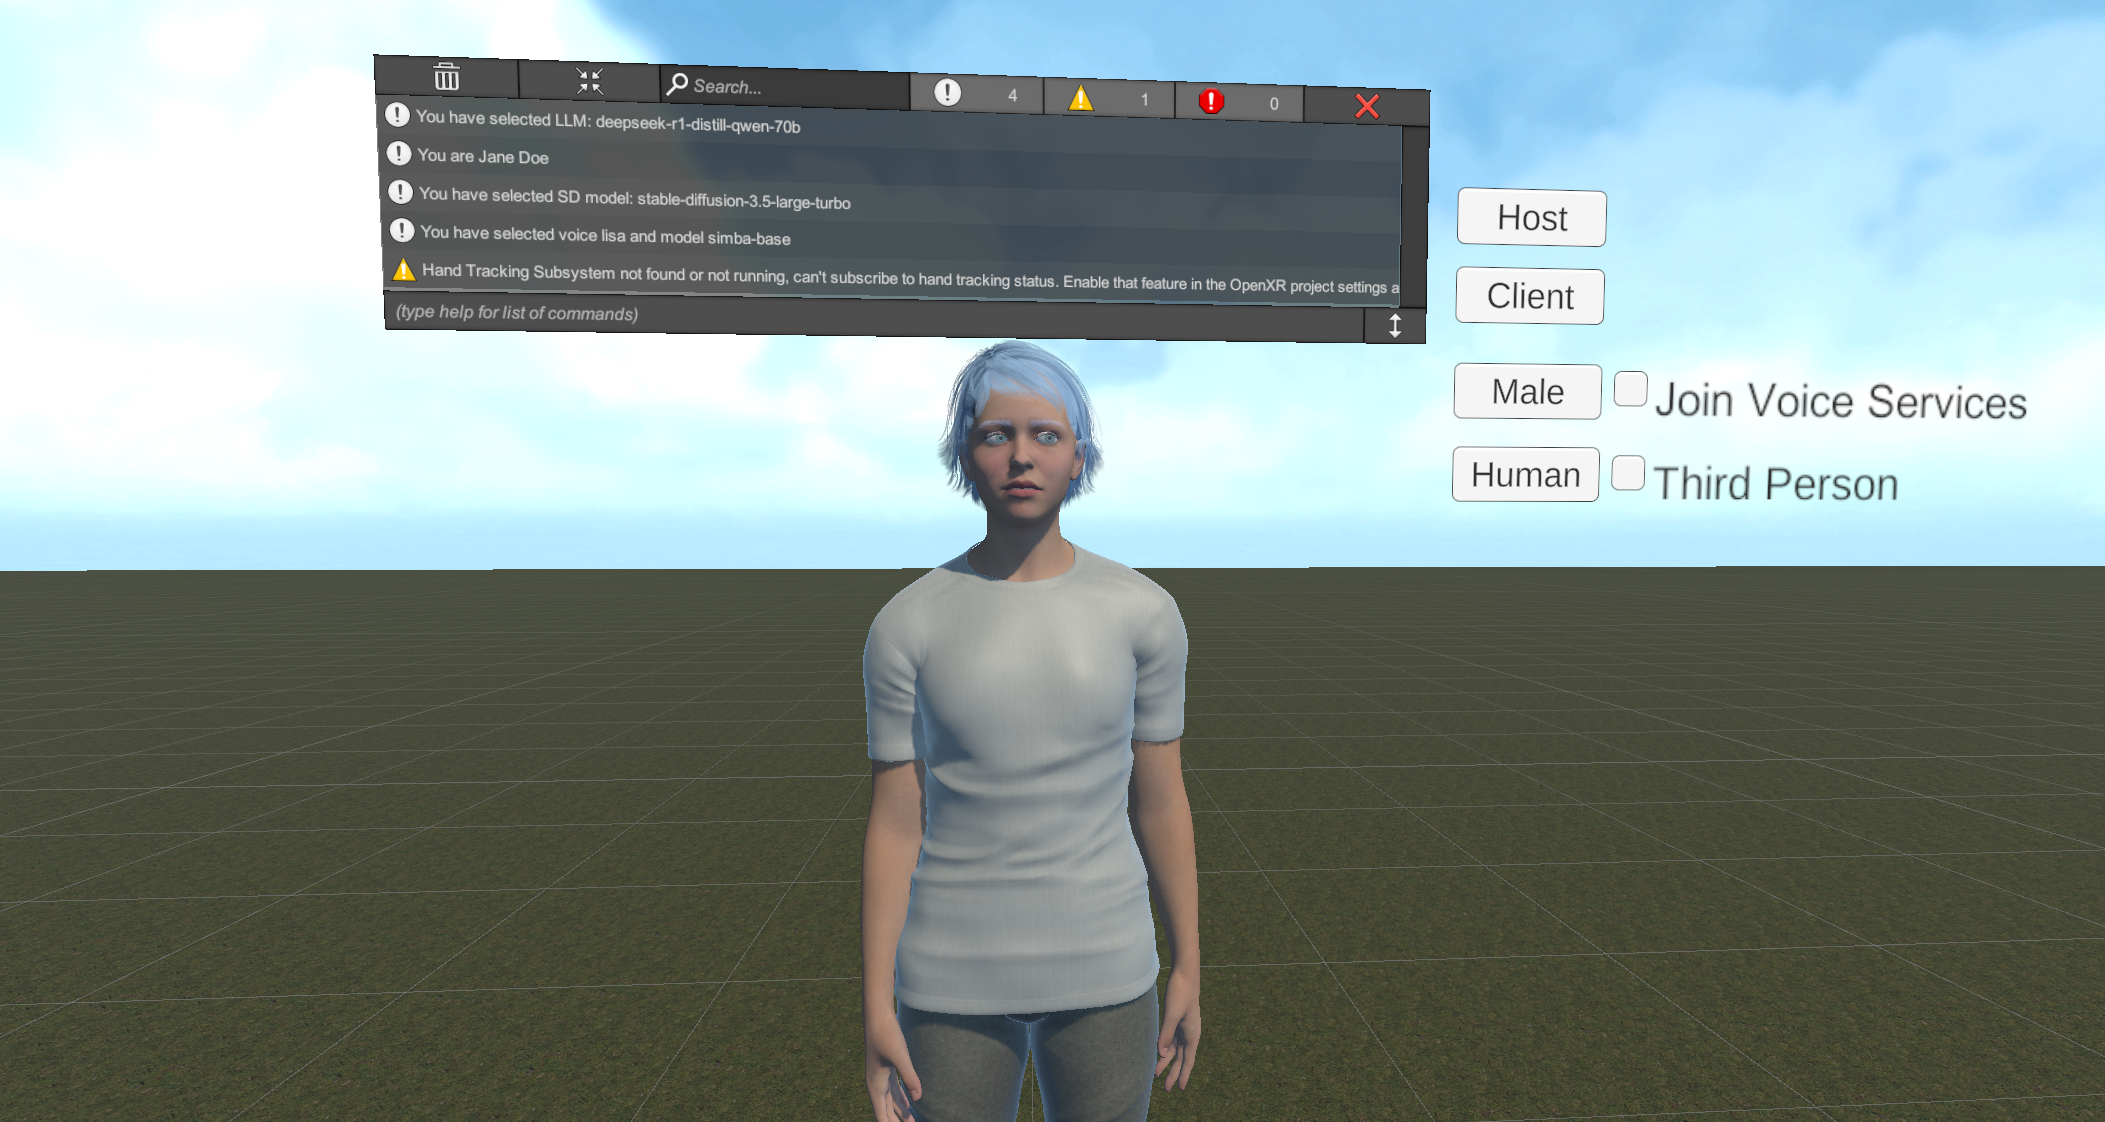 Search...
4
1
0
You have selected LLM: deepseek-r1-distill-qwen-70b
You are Jane Doe
You have selected SD model: stable-diffusion-3.5-large-turbo
You have selected voice lisa and model simba-base
Hand Tracking Subsystem not found or not running, can't subscribe to hand tracking status. Enable that feature in the OpenXR project settings a
(type help for list of commands)
Host
Client
Male
Join Voice Services
Human
Third Person